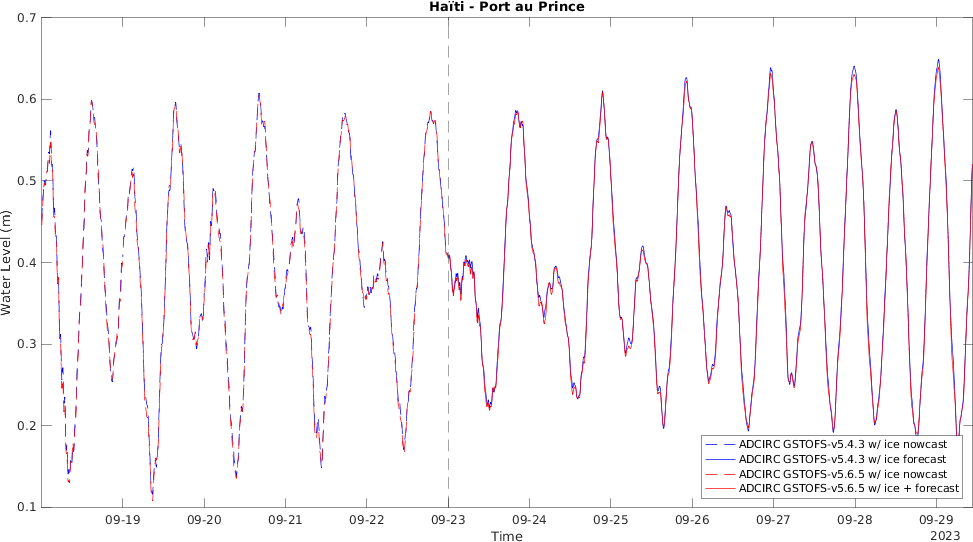 Haïti - Port au Prince
0.7
0.6
0.5
0.4
0.3
0.2
0.1
Water Level (m)
09-19 09-20 09-21 09-22 09-23 09-24 09-25 09-26 09-27 09-28 09-29
2023
Time
ADCIRC GSTOFS-v5.4.3 w/ ice nowcast
ADCIRC GSTOFS-v5.4.3 w/ ice forecast
ADCIRC GSTOFS-v5.6.5 w/ ice nowcast
ADCIRC GSTOFS-v5.6.5 w/ ice + forecast